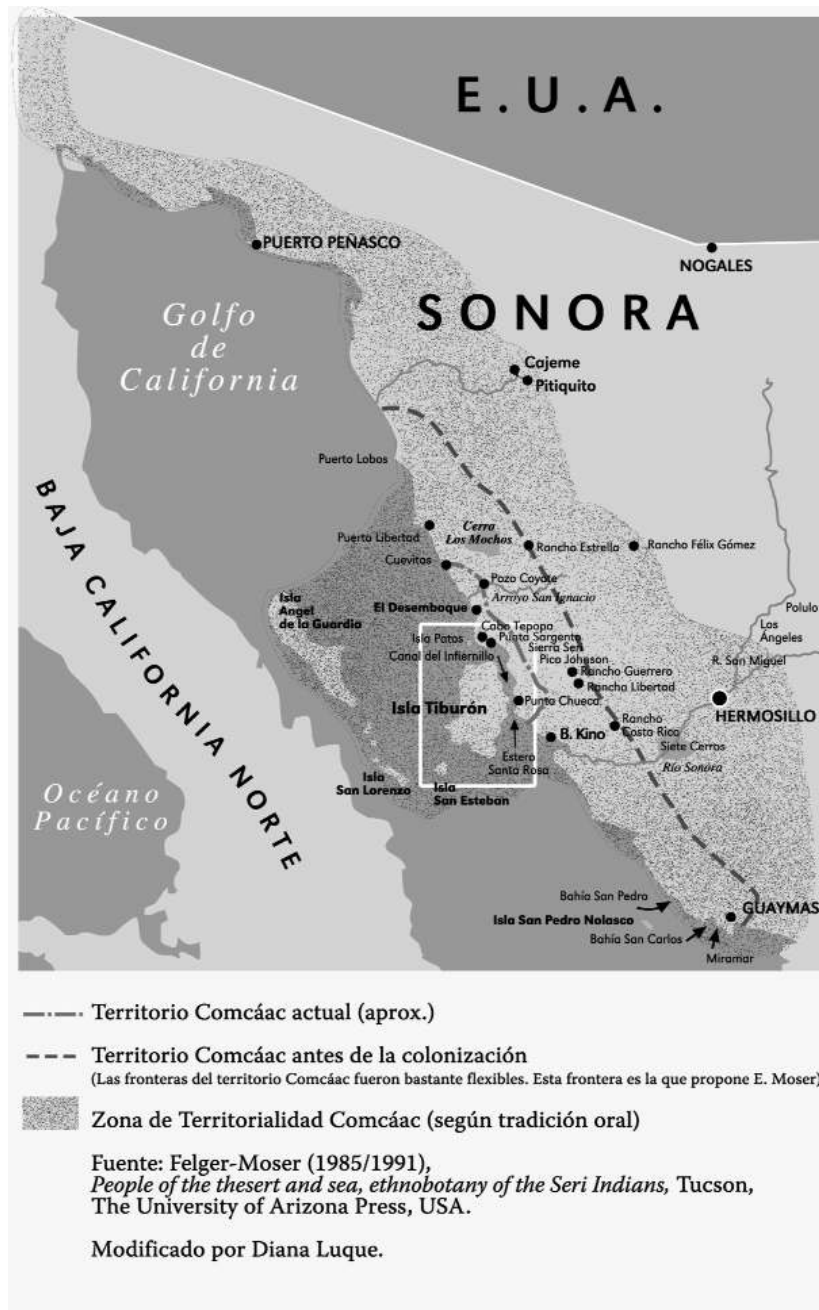 E.U.A.
PUERTO PEÑASCO
NOGALES
SONORA
Golfo
de
California
Cajeme
Pitiquito
Puerto Lobos
BAJA CALIFORNIA NORTE
Puerto Libertad
Cerra
Los Mochos
Rancho Estrella
Rancho Félix Gómez
Cuevitas
Pozo Coyote
Arroyo San Ignacio
Isla
Angel
de la Guardia
El Desemboque
Polulo
Los
Ángeles
Cabo Tepopa
Isla Patos
Punta Sargento
Canal del Infiernillo
Sierra Seri
Pico Johnson
R. San Miguel
Rancho Guerrero
Rancho Libertad
Isla Tiburón
Punta Chueca
HERMOSILLO
B. Kino
Rancho
Costa Rica
Siete Cerros
Estero
Santa Rosa
Río Sonora
Isla
San Lorenzo
Isla
San Esteban
Océano
Pacífico
Bahía San Pedro
GUAYMAS
Isla San Pedro Nolasco
Bahía San Carlos
Miramar
Territorio Comcáac actual (aprox.)
Territorio Comcáac antes de la colonización
(Las fronteras del territorio Comcáac fueron bastante flexibles. Esta frontera es la que propone E. Moser)
Zona de Territorialidad Comcáac (según tradición oral)
Fuente: Felger-Moser (1985/1991),
People of the thesert and sea, ethnobotany of the Seri Indians, Tucson,
The University of Arizona Press, USA.
Modificado por Diana Luque.